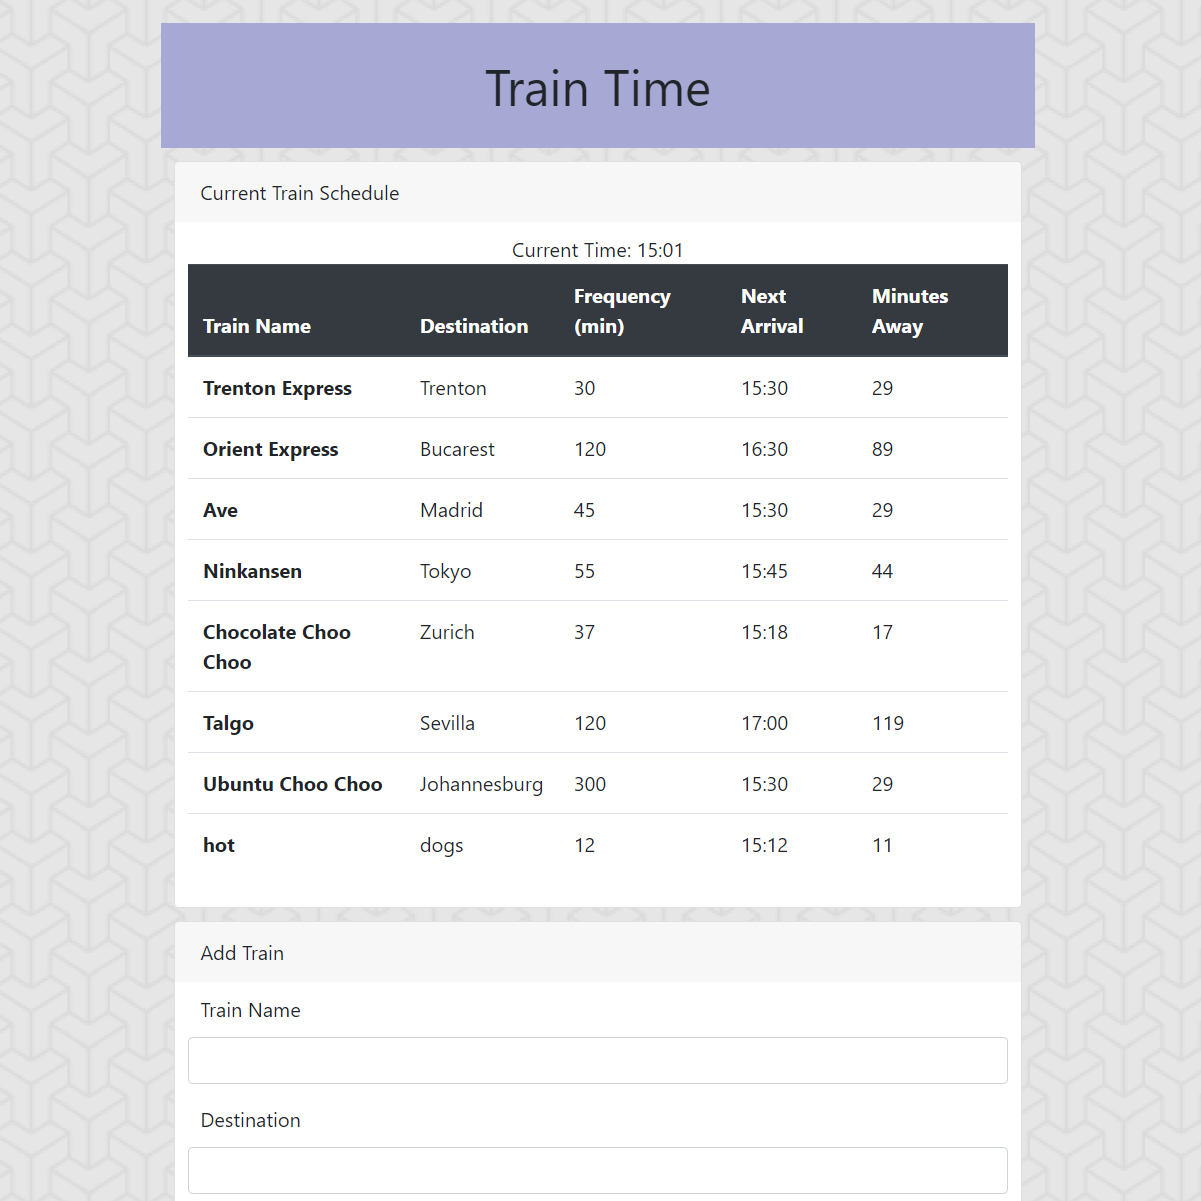 Train Time
Current Train Schedule
Current Time: 15:01
Train Name Destination Frequency (min) Next Arrival Minutes Away
Trenton Express Trenton 30 15:30 29
Orient Express Bucarest 120 16:30 89
Ave Madrid 45 15:30 29
Ninkansen Tokyo 55 15:45 44
Chocolate Choo Choo Zurich 37 15:18 17
Talgo Sevilla 120 17:00 119
Ubuntu Choo Choo Johannesburg 300 15:30 29
hot dogs 12 15:12 11
Add Train
Train Name
Destination